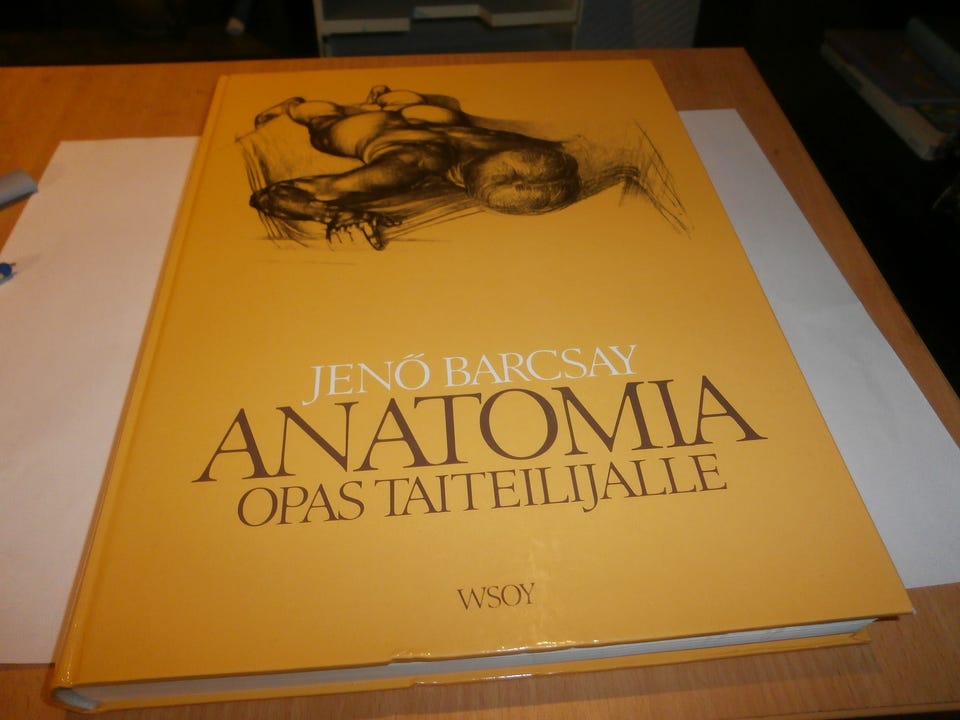 JENŐ BARCSAY
ANATOMIA
OPAS TAITEILIJALLE
WSOY